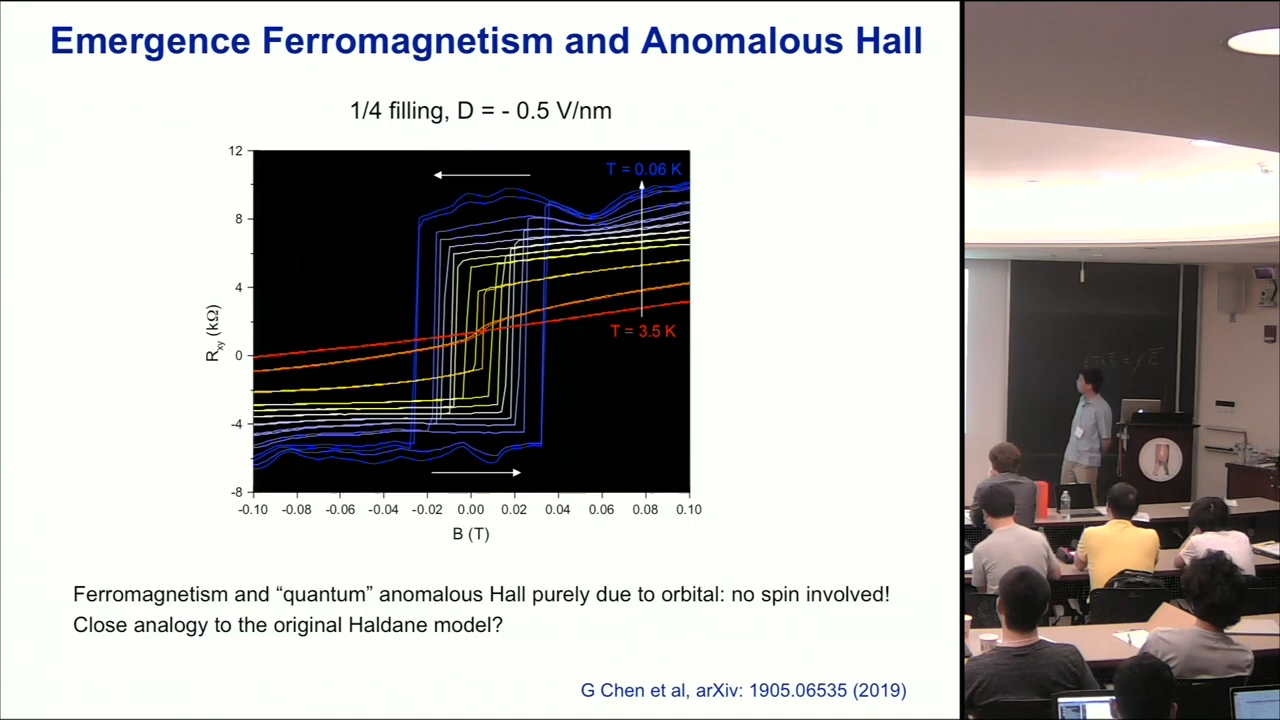 Emergence Ferromagnetism and Anomalous Hall
1/4 filling, D = - 0.5 V/nm
12
8
4
0
-4
-8
Rxy (kΩ)
T = 0.06 K
T = 3.5 K
-0.10 -0.08 -0.06 -0.04 -0.02 0.00 0.02 0.04 0.06 0.08 0.10
B (T)
Ferromagnetism and “quantum” anomalous Hall purely due to orbital: no spin involved!
Close analogy to the original Haldane model?
G Chen et al, arXiv: 1905.06535 (2019)